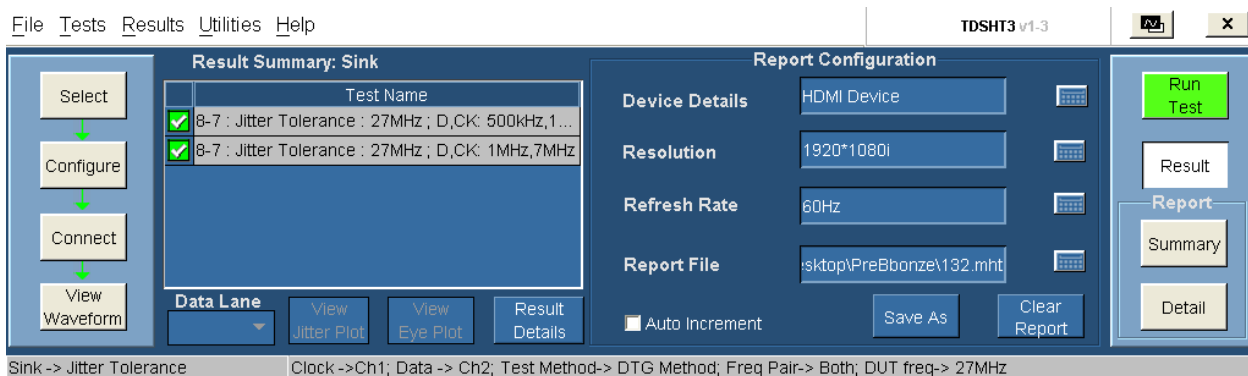 File Tests Results Utilities Help
TDSHT3 v1-3
x
Select
Configure
Connect
View
Waveform
Result Summary: Sink
Test Name
8-7 : Jitter Tolerance : 27MHz ; D,CK: 500kHz,1...
8-7 : Jitter Tolerance : 27MHz ; D,CK: 1MHz,7MHz
Data Lane
View
Jitter Plot
View
Eye Plot
Result
Details
Report Configuration
Device Details
HDMI Device
Resolution
1920*1080i
Refresh Rate
60Hz
Report File
sktop\PreBbonze\132.mht
Auto Increment
Save As
Clear
Report
Run
Test
Result
Report
Summary
Detail
Sink -> Jitter Tolerance
Clock ->Ch1; Data -> Ch2; Test Method-> DTG Method; Freq Pair-> Both; DUT freq-> 27MHz